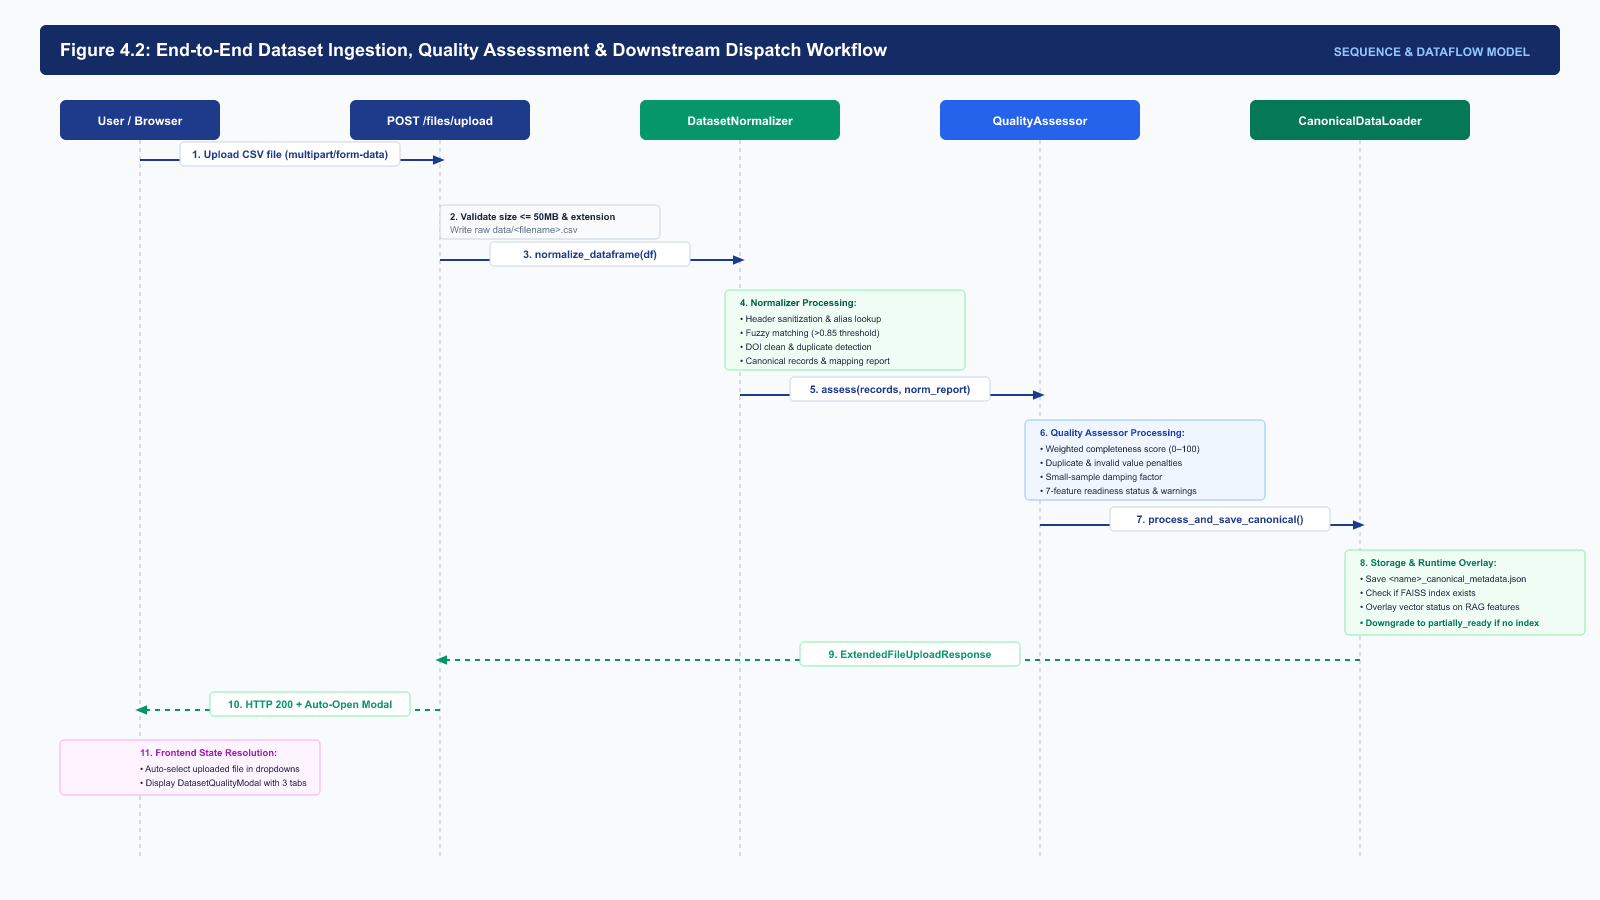 Figure 4.2: End-to-End Dataset Ingestion, Quality Assessment & Downstream Dispatch Workflow
SEQUENCE & DATAFLOW MODEL
User / Browser
POST /files/upload
DatasetNormalizer
QualityAssessor
CanonicalDataLoader
1. Upload CSV file (multipart/form-data)
2. Validate size <= 50MB & extension
Write raw data/<filename>.csv
3. normalize_dataframe(df)
4. Normalizer Processing:
• Header sanitization & alias lookup
• Fuzzy matching (>0.85 threshold)
• DOI clean & duplicate detection
• Canonical records & mapping report
5. assess(records, norm_report)
6. Quality Assessor Processing:
• Weighted completeness score (0–100)
• Duplicate & invalid value penalties
• Small-sample damping factor
• 7-feature readiness status & warnings
7. process_and_save_canonical()
8. Storage & Runtime Overlay:
• Save <name>_canonical_metadata.json
• Check if FAISS index exists
• Overlay vector status on RAG features
• Downgrade to partially_ready if no index
9. ExtendedFileUploadResponse
10. HTTP 200 + Auto-Open Modal
11. Frontend State Resolution:
• Auto-select uploaded file in dropdowns
• Display DatasetQualityModal with 3 tabs